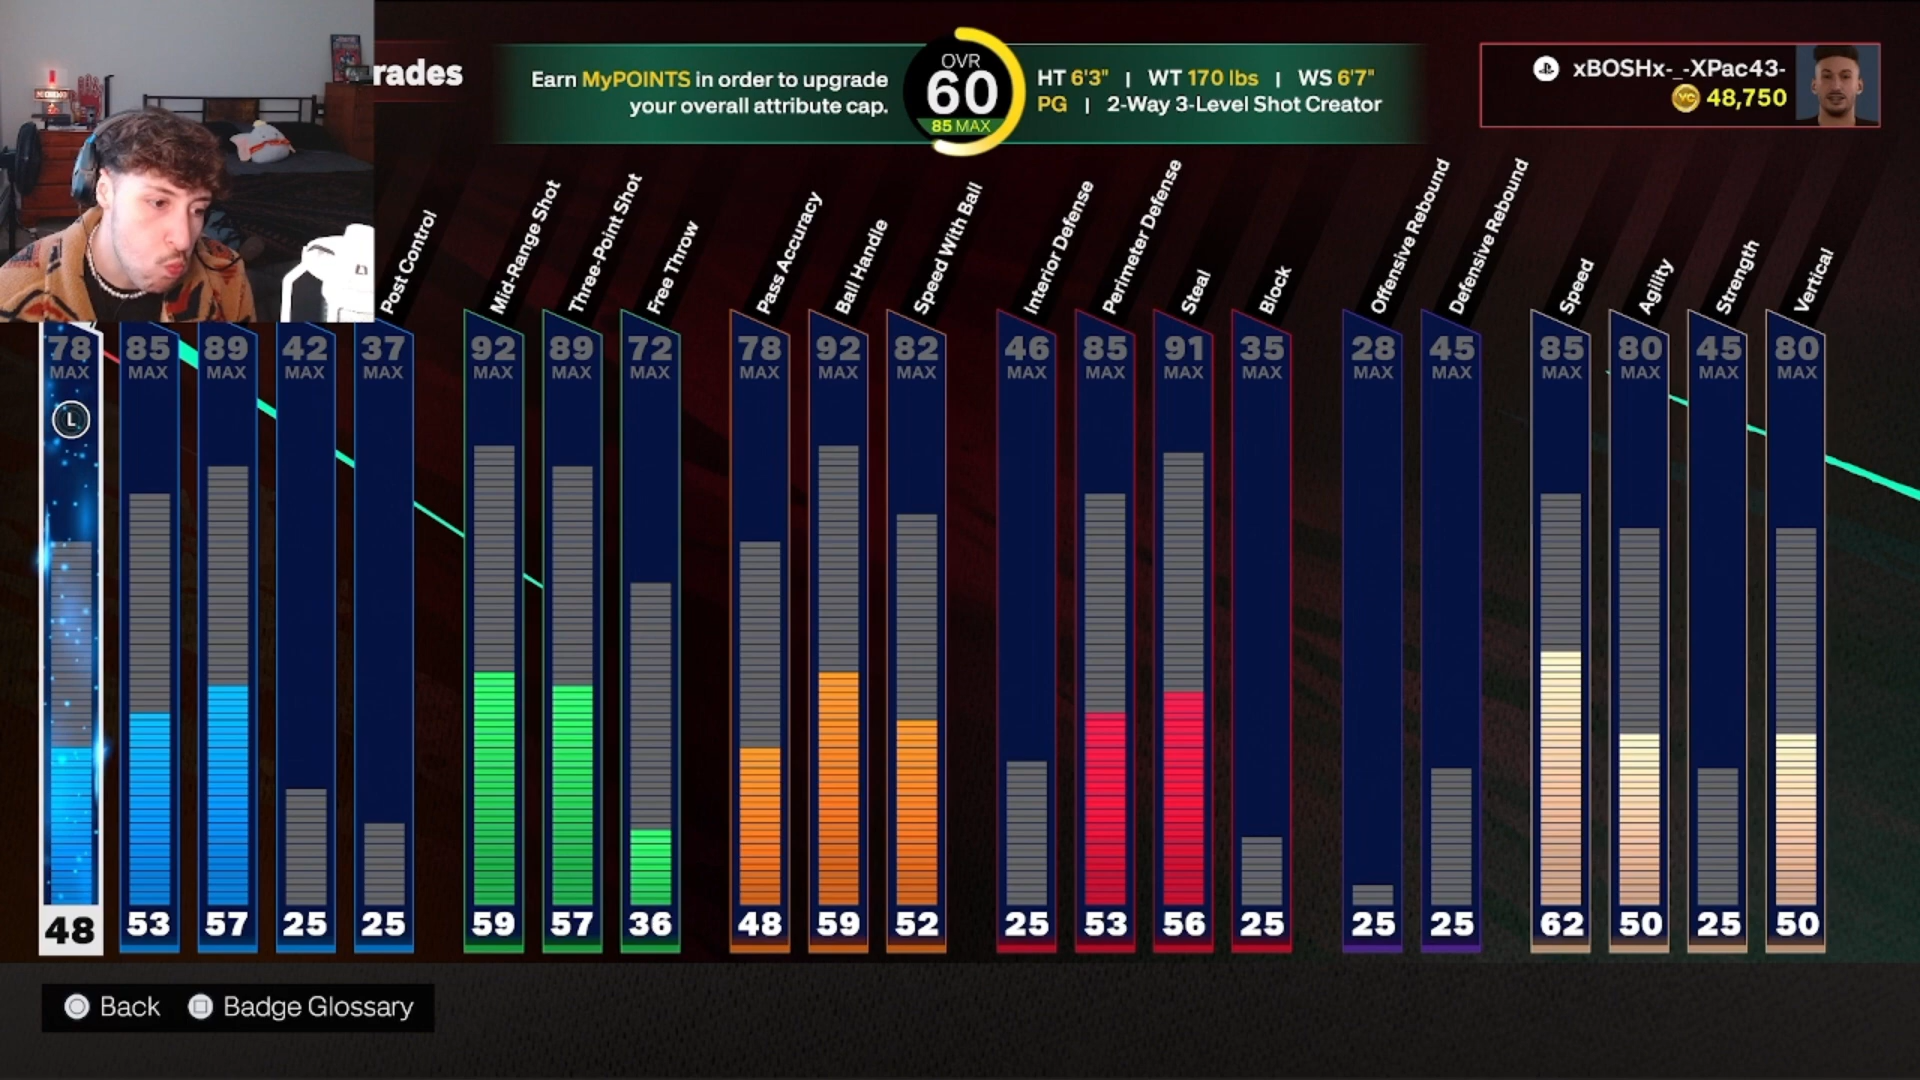 rades
Earn MyPOINTS in order to upgrade
your overall attribute cap.
OVR
60
85 MAX
HT 6'3" | WT 170 lbs | WS 6'7"
PG | 2-Way 3-Level Shot Creator
xBOSHx-_-XPac43-
VC 48,750
Post Control
Mid-Range Shot
Three-Point Shot
Free Throw
Pass Accuracy
Ball Handle
Speed With Ball
Interior Defense
Perimeter Defense
Steal
Block
Offensive Rebound
Defensive Rebound
Speed
Agility
Strength
Vertical
78 85 89 42 37 92 89 72 78 92 82 46 85 91 35 28 45 85 80 45 80
MAX MAX MAX MAX MAX MAX MAX MAX MAX MAX MAX MAX MAX MAX MAX MAX MAX MAX MAX MAX MAX
L
48 53 57 25 25 59 57 36 48 59 52 25 53 56 25 25 25 62 50 25 50
Back Badge Glossary